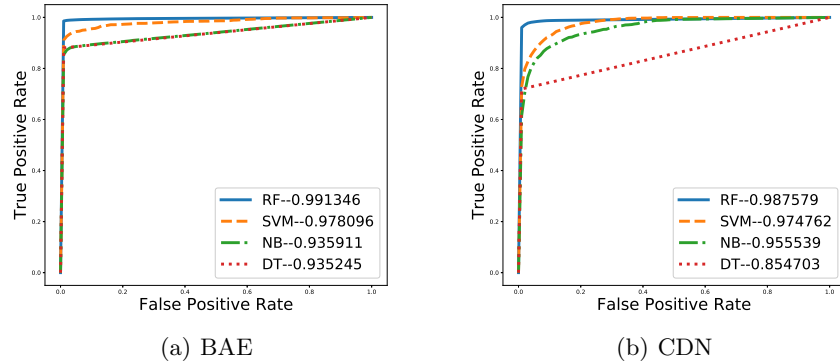 True Positive Rate
1.0
0.8
0.6
0.4
0.2
0.0
0.0 0.2 0.4 0.6 0.8 1.0
False Positive Rate
RF--0.991346
SVM--0.978096
NB--0.935911
DT--0.935245
(a) BAE
True Positive Rate
1.0
0.8
0.6
0.4
0.2
0.0
0.0 0.2 0.4 0.6 0.8 1.0
False Positive Rate
RF--0.987579
SVM--0.974762
NB--0.955539
DT--0.854703
(b) CDN